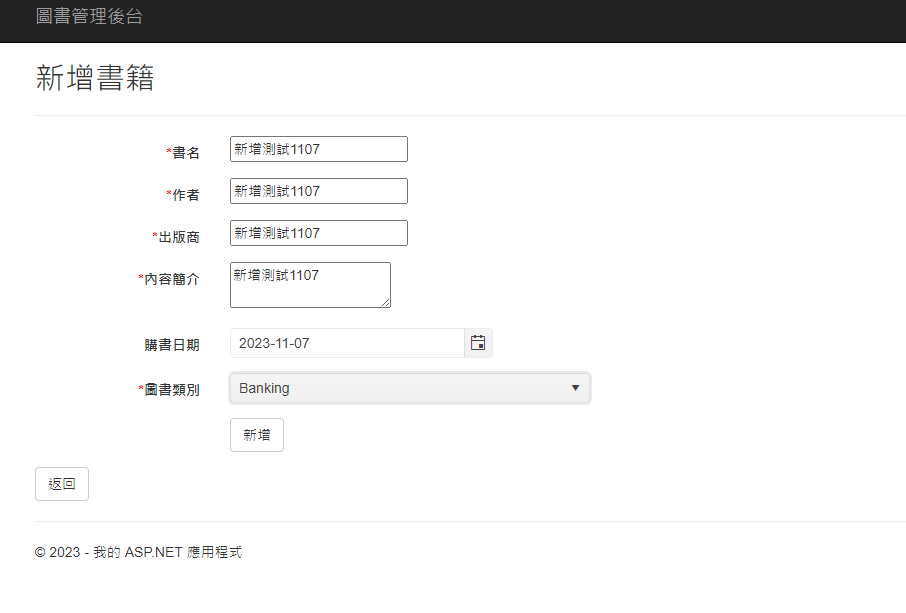 圖書管理後台
新增書籍
*書名 新增測試1107
*作者 新增測試1107
*出版商 新增測試1107
*內容簡介 新增測試1107
購書日期 2023-11-07
*圖書類別 Banking
新增
返回
© 2023 - 我的 ASP.NET 應用程式